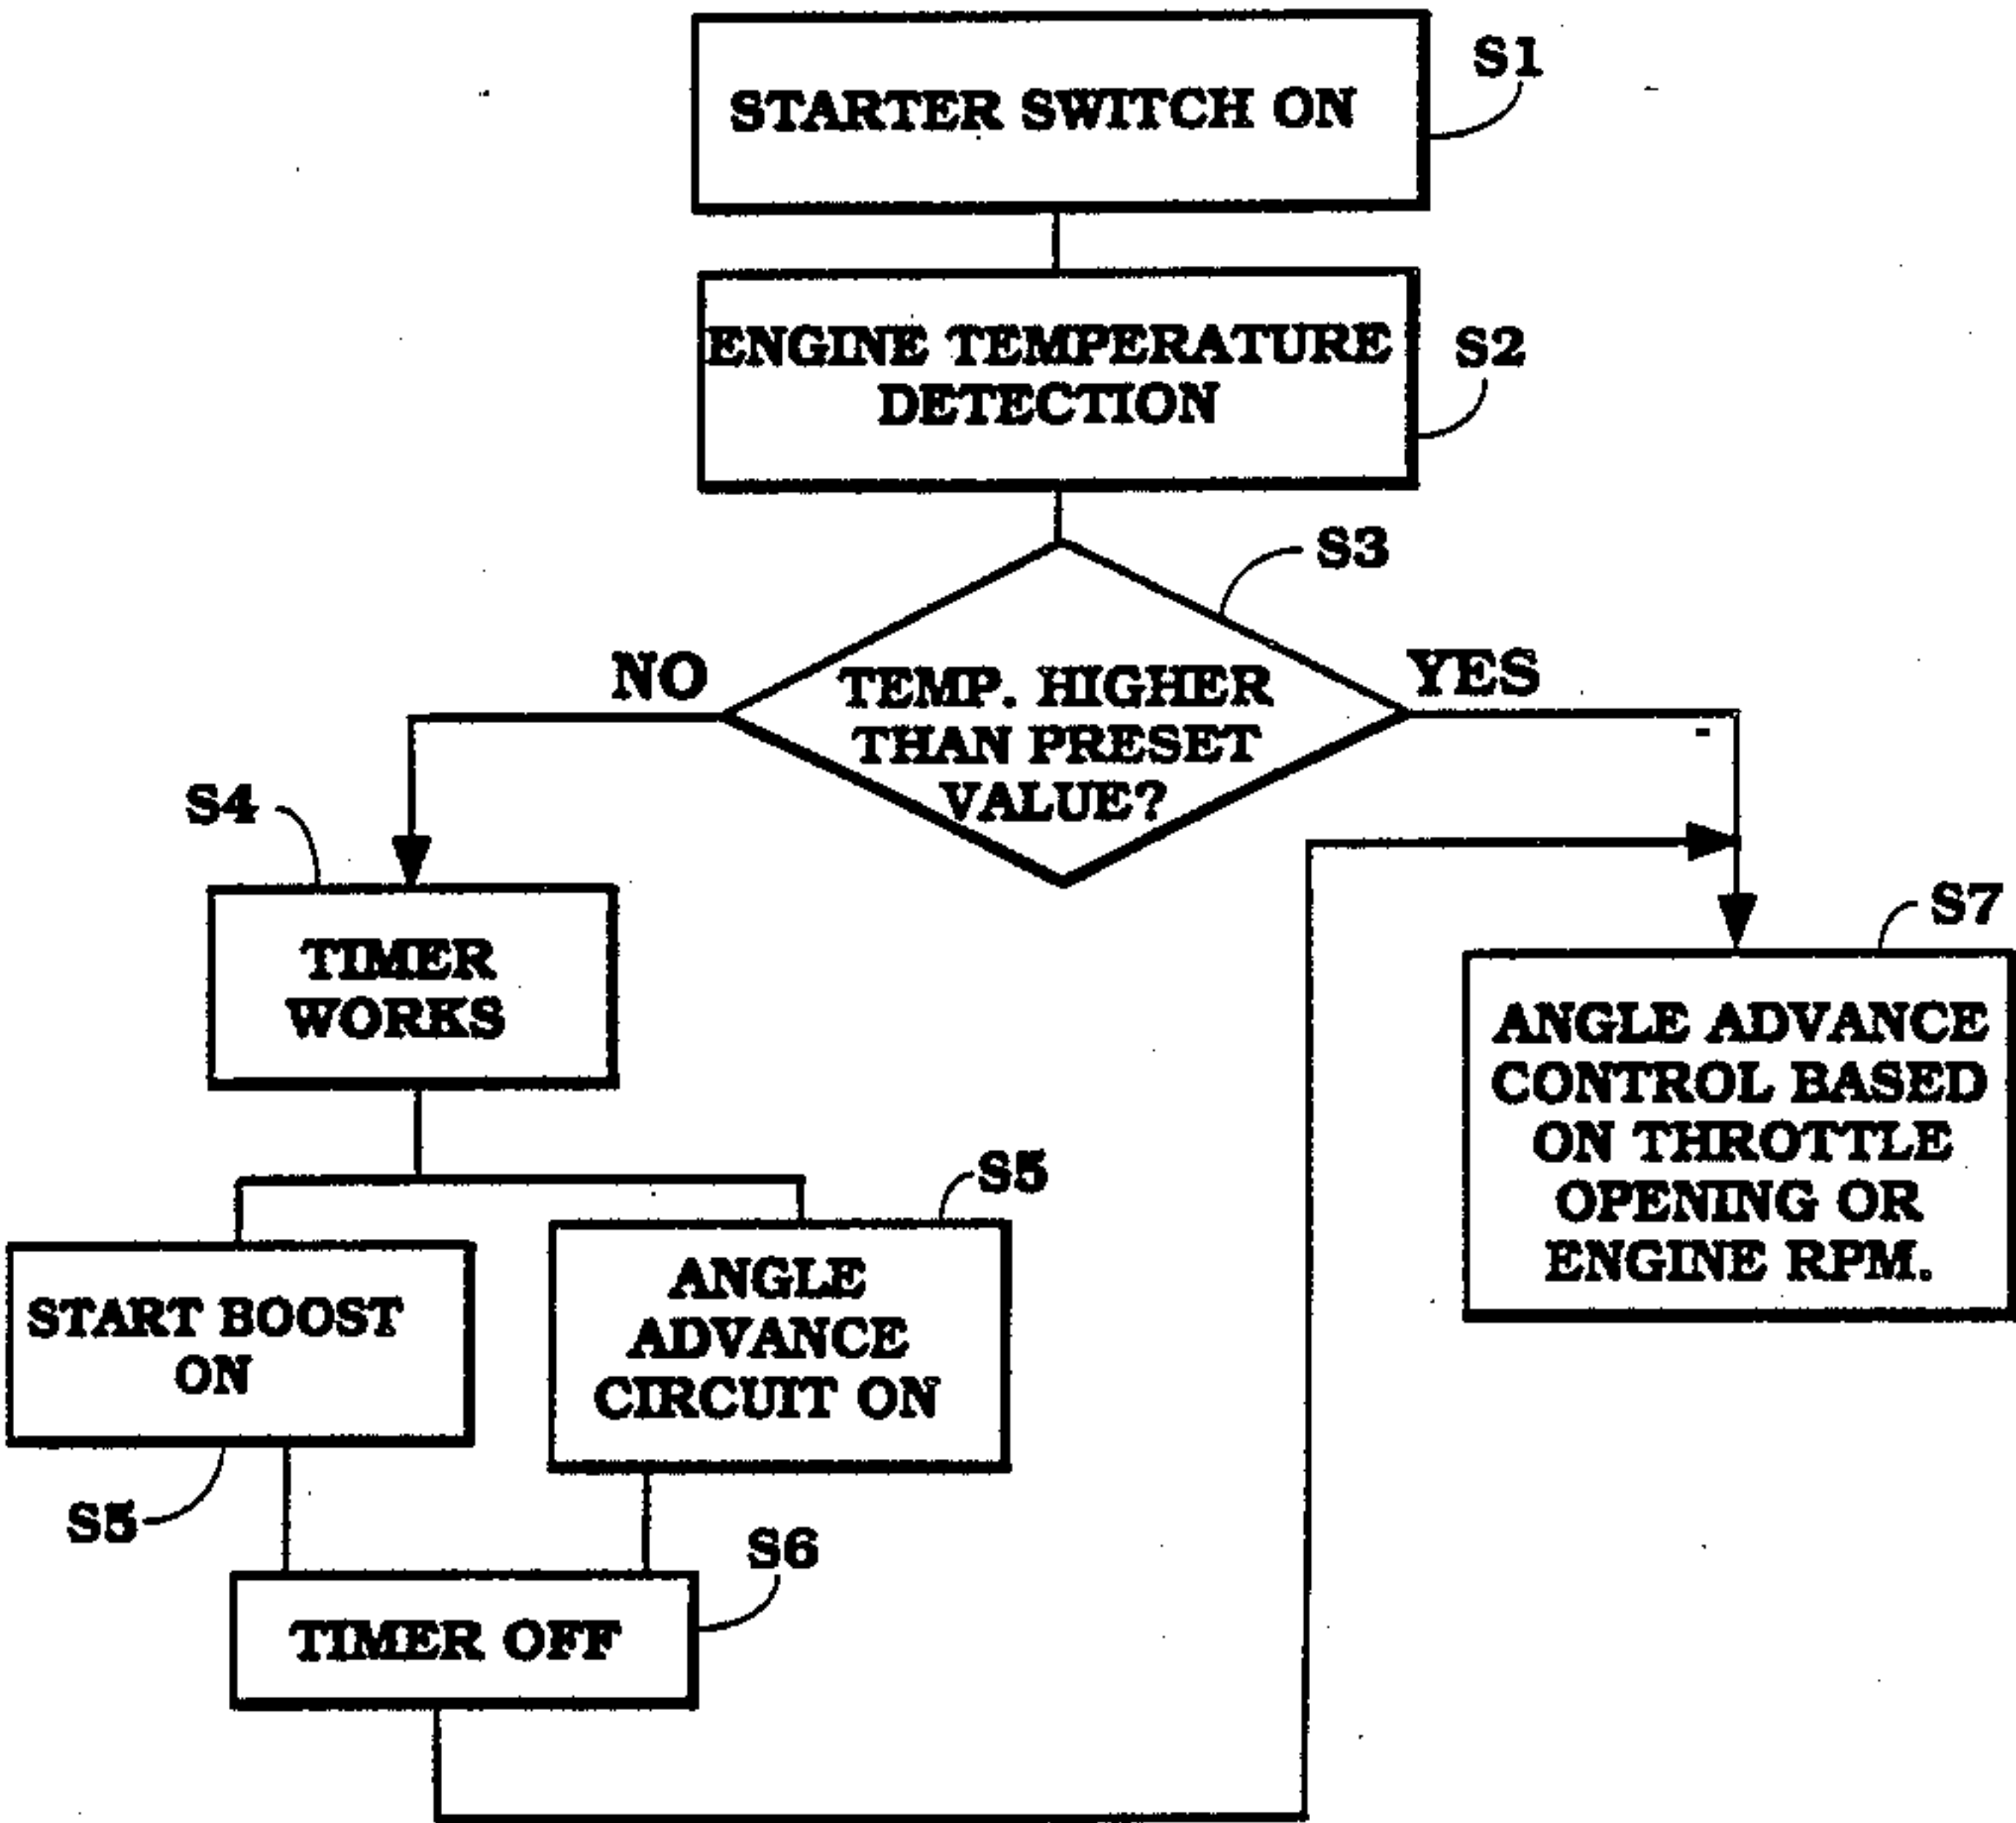 STARTER SWITCH ON
S1
ENGINE TEMPERATURE
DETECTION
S2
S3
NO
TEMP. HIGHER
THAN PRESET
VALUE?
YES
S4
TIMER
WORKS
S7
ANGLE ADVANCE
CONTROL BASED
ON THROTTLE
OPENING OR
ENGINE RPM.
S5
START BOOST
ON
ANGLE
ADVANCE
CIRCUIT ON
S5
S6
TIMER OFF